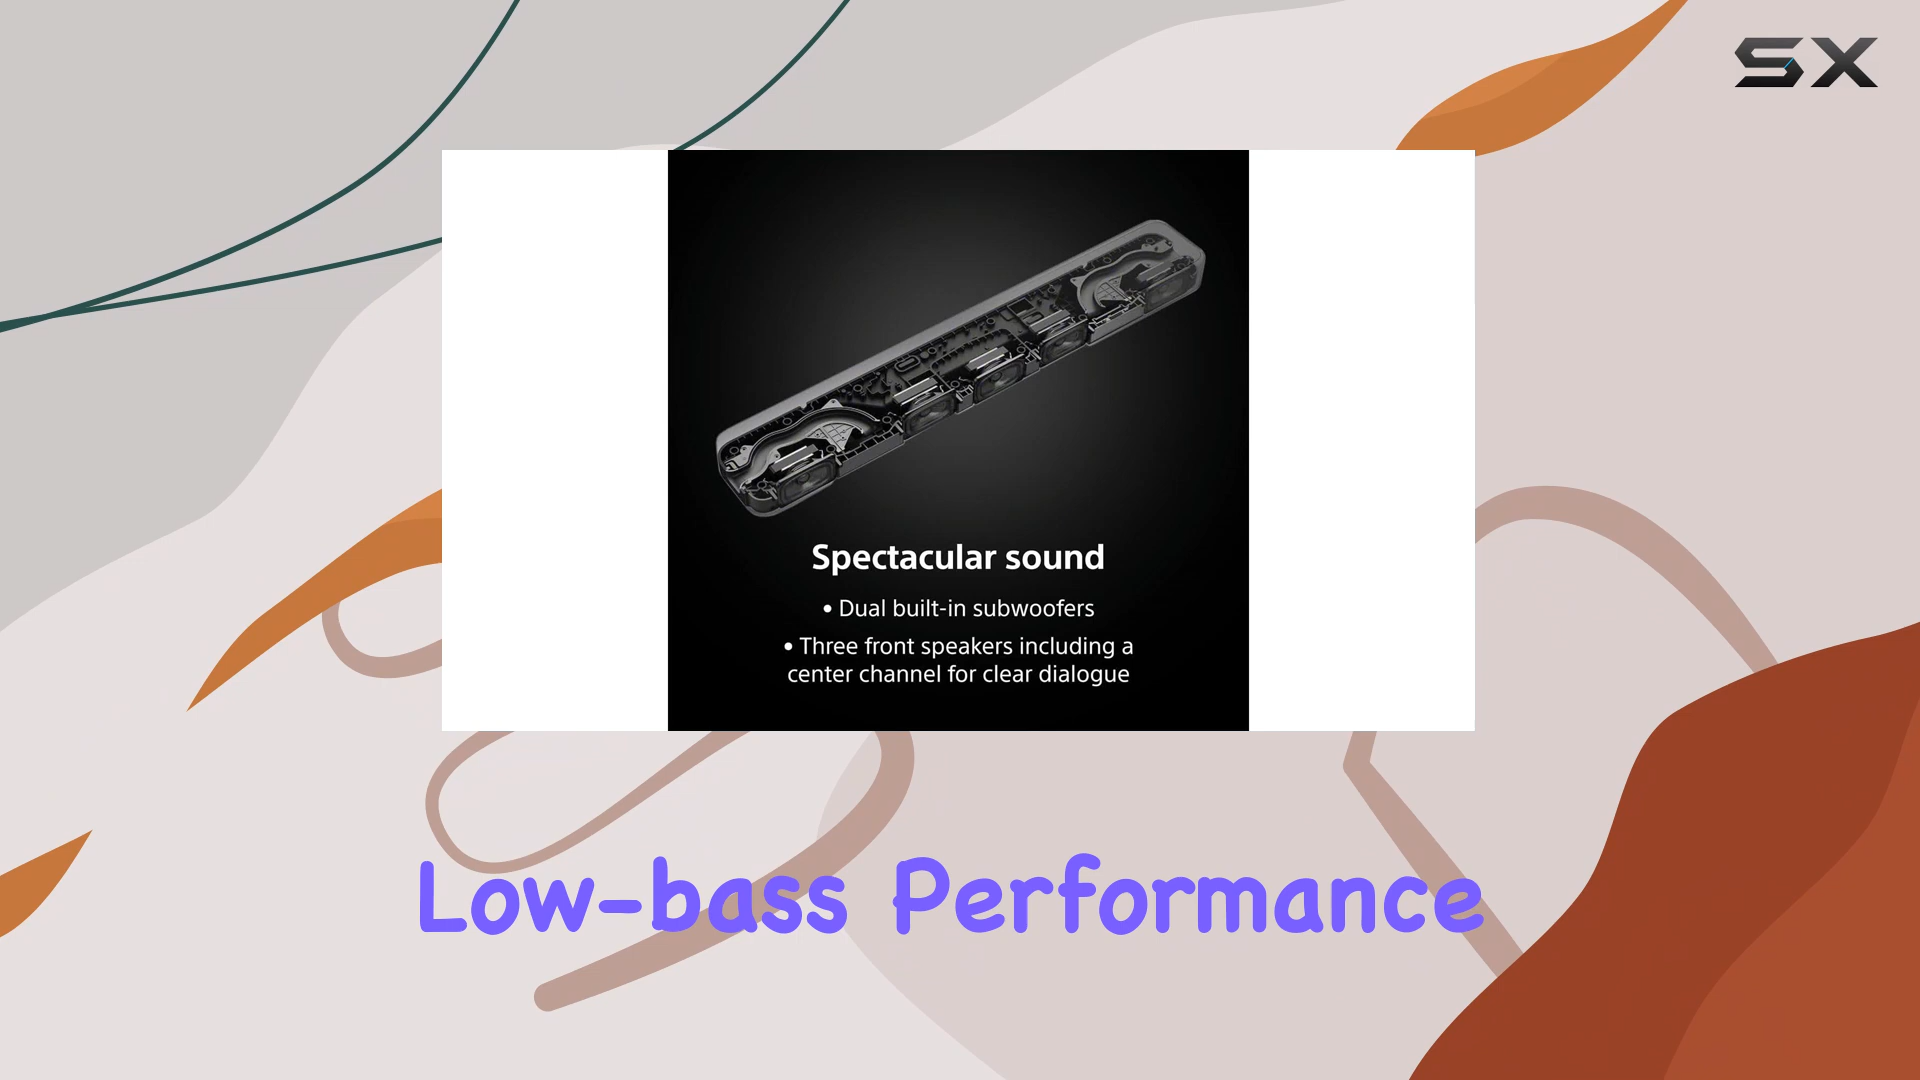 SX
Spectacular sound
• Dual built-in subwoofers
• Three front speakers including a
center channel for clear dialogue
Low-bass Performance